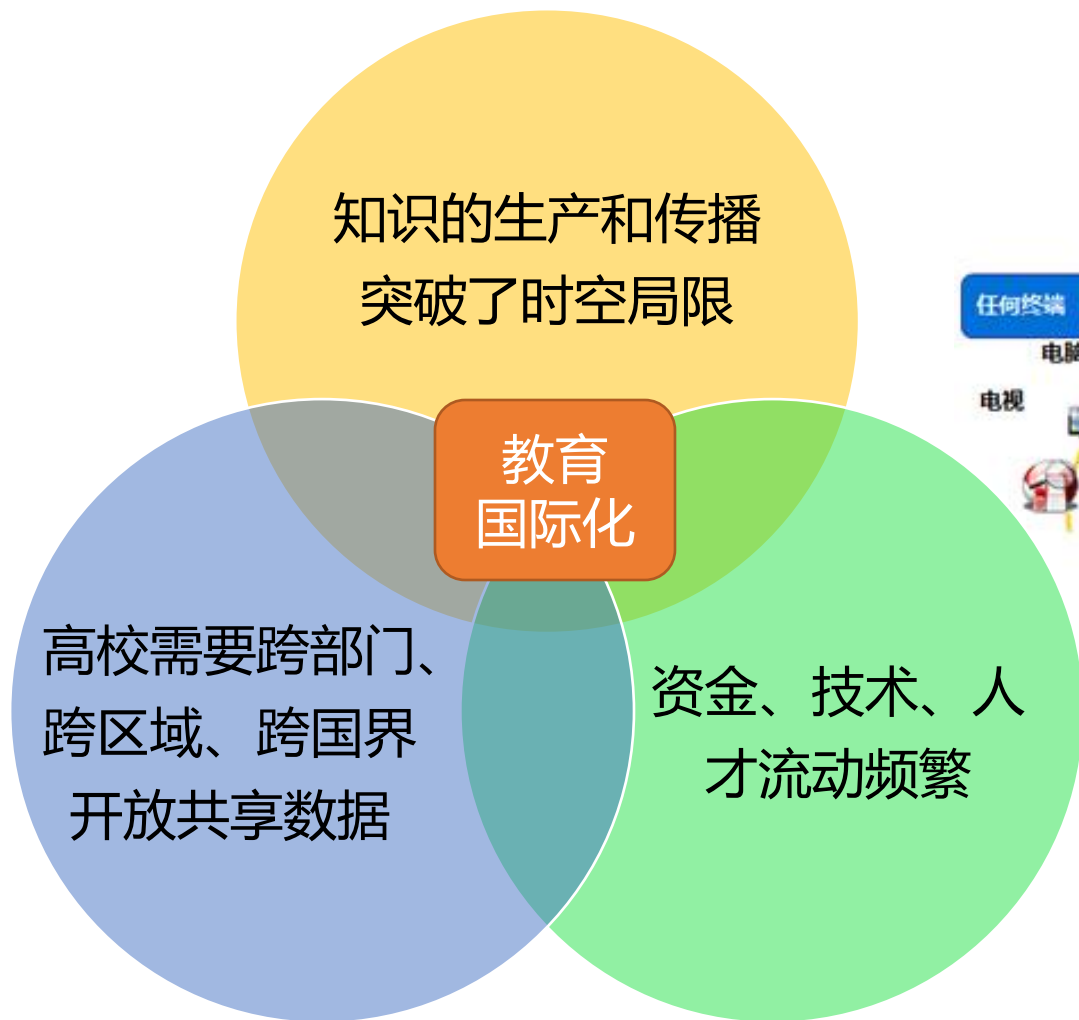 知识的生产和传播
突破了时空局限
任何终端
电脑
电视
教育
国际化
高校需要跨部门、
跨区域、跨国界
开放共享数据
资金、技术、人
才流动频繁